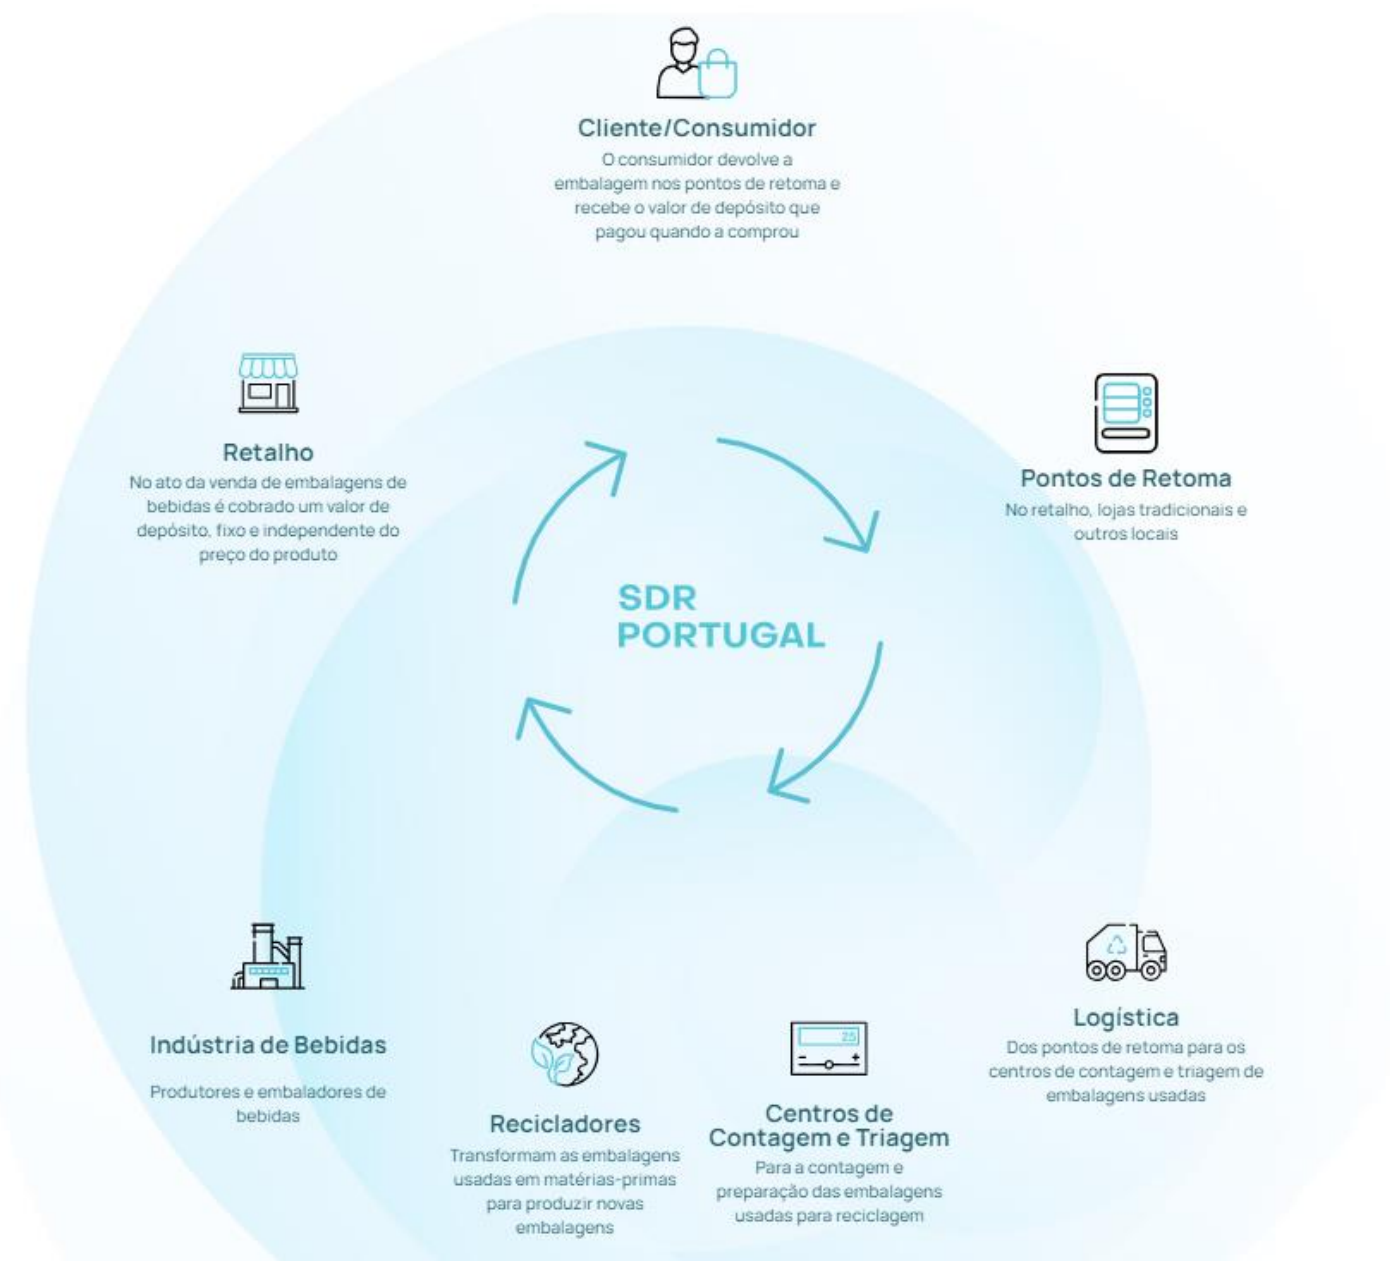 Cliente/Consumidor
O consumidor devolve a
embalagem nos pontos de retoma e
recebe o valor de depósito que
pagou quando a comprou
Retalho
No ato da venda de embalagens de
bebidas é cobrado um valor de
depósito, fixo e independente do
preço do produto
Pontos de Retoma
No retalho, lojas tradicionais e
outros locais
SDR
PORTUGAL
Indústria de Bebidas
Produtores e embaladores de
bebidas
Recicladores
Transformam as embalagens
usadas em matérias-primas
para produzir novas
embalagens
25
Centros de
Contagem e Triagem
Para a contagem e
preparação das embalagens
usadas para reciclagem
Logística
Dos pontos de retoma para os
centros de contagem e triagem de
embalagens usadas